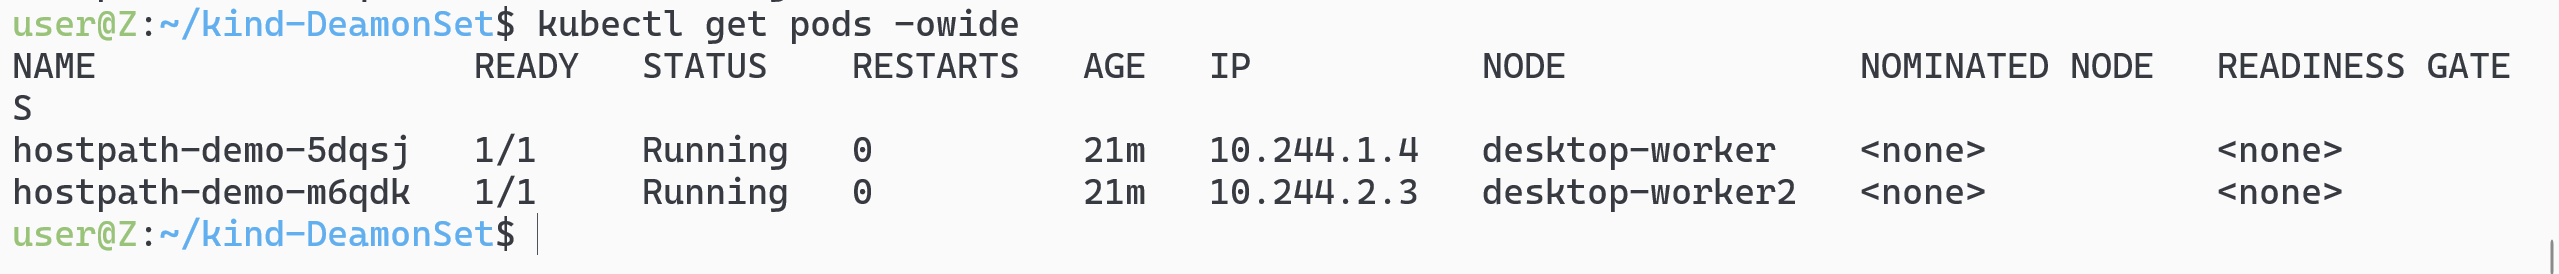 user@Z:~/kind-DeamonSet$ kubectl get pods -owide
NAME                  READY   STATUS    RESTARTS   AGE   IP           NODE              NOMINATED NODE   READINESS GATE
S
hostpath-demo-5dqsj   1/1     Running   0          21m   10.244.1.4   desktop-worker    <none>           <none>
hostpath-demo-m6qdk   1/1     Running   0          21m   10.244.2.3   desktop-worker2   <none>           <none>
user@Z:~/kind-DeamonSet$